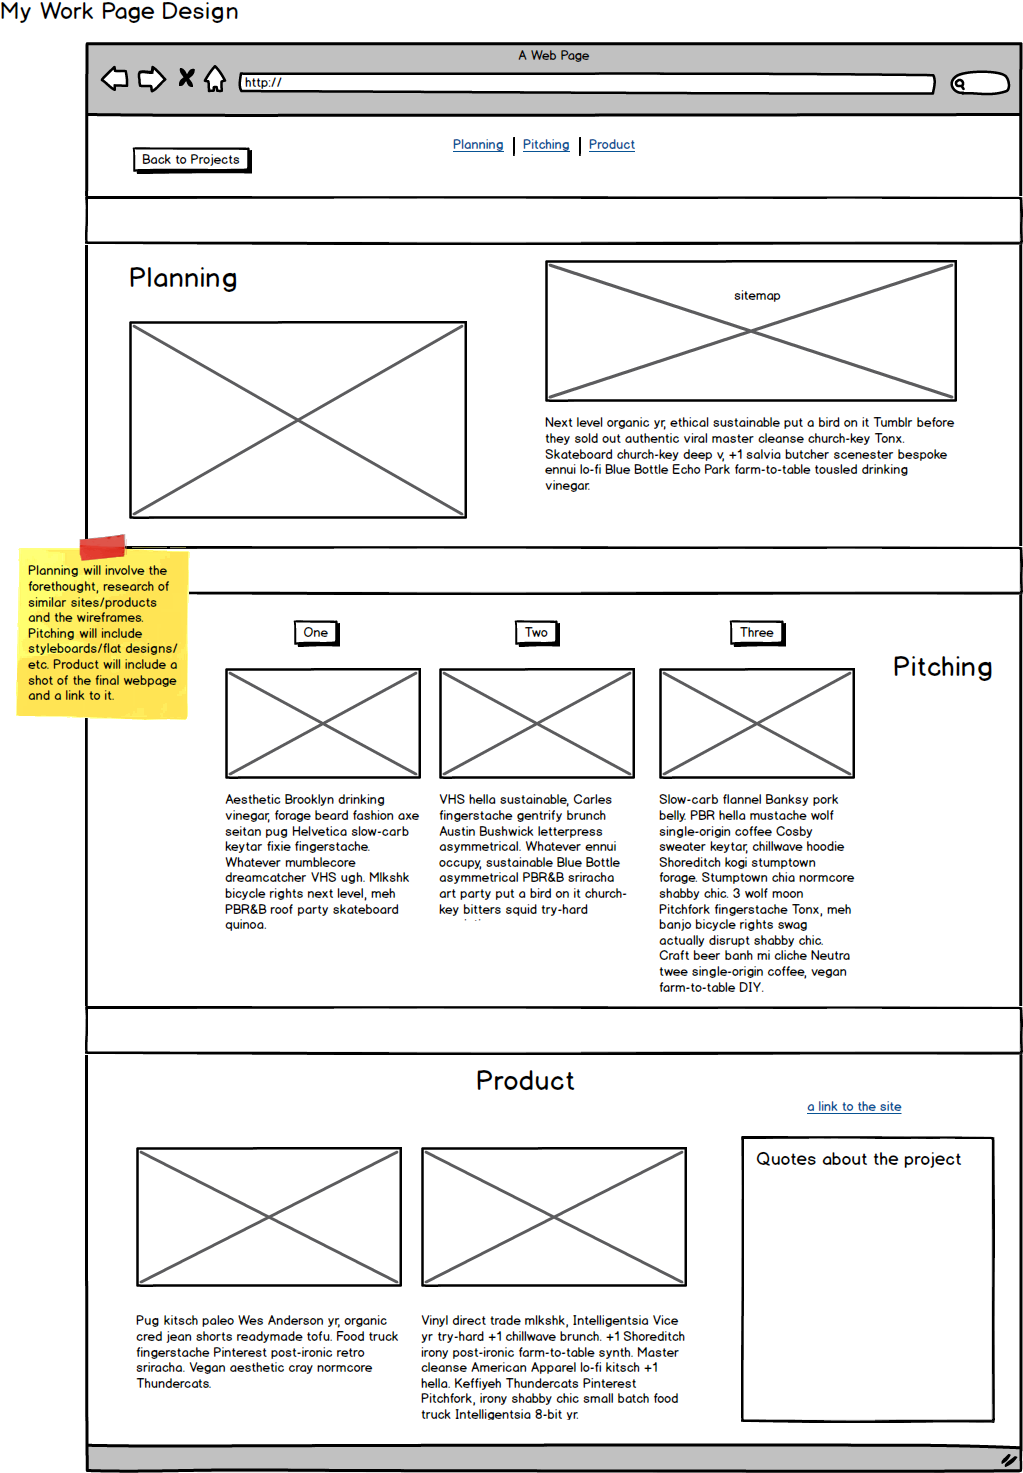 My Work Page Design
A Web Page
http://
Back to Projects
Planning
Pitching
Product
Planning
sitemap
Next level organic yr, ethical sustainable put a bird on it Tumblr before
they sold out authentic viral master cleanse church-key Tonx.
Skateboard church-key deep v, +1 salvia butcher scenester bespoke
ennui lo-fi Blue Bottle Echo Park farm-to-table tousled drinking
vinegar.
Planning will involve the
forethought, research of
similar sites/products
and the wireframes.
Pitching will include
styleboards/flat designs/
etc. Product will include a
shot of the final webpage
and a link to it.
One
Two
Three
Pitching
Aesthetic Brooklyn drinking
vinegar, forage beard fashion axe
seitan pug Helvetica slow-carb
keytar fixie fingerstache.
Whatever mumblecore
dreamcatcher VHS ugh. Mlkshk
bicycle rights next level, meh
PBR&B roof party skateboard
quinoa.
VHS hella sustainable, Carles
fingerstache gentrify brunch
Austin Bushwick letterpress
asymmetrical. Whatever ennui
occupy, sustainable Blue Bottle
asymmetrical PBR&B sriracha
art party put a bird on it church-
key bitters squid try-hard
Slow-carb flannel Banksy pork
belly. PBR hella mustache wolf
single-origin coffee Cosby
sweater keytar, chillwave hoodie
Shoreditch kogi stumptown
forage. Stumptown chia normcore
shabby chic. 3 wolf moon
Pitchfork fingerstache Tonx, meh
banjo bicycle rights swag
actually disrupt shabby chic.
Craft beer banh mi cliche Neutra
twee single-origin coffee, vegan
farm-to-table DIY.
Product
a link to the site
Quotes about the project
Pug kitsch paleo Wes Anderson yr, organic
cred jean shorts readymade tofu. Food truck
fingerstache Pinterest post-ironic retro
sriracha. Vegan aesthetic cray normcore
Thundercats.
Vinyl direct trade mlkshk, Intelligentsia Vice
yr try-hard +1 chillwave brunch. +1 Shoreditch
irony post-ironic farm-to-table synth. Master
cleanse American Apparel lo-fi kitsch +1
hella. Keffiyeh Thundercats Pinterest
Pitchfork, irony shabby chic small batch food
truck Intelligentsia 8-bit yr.